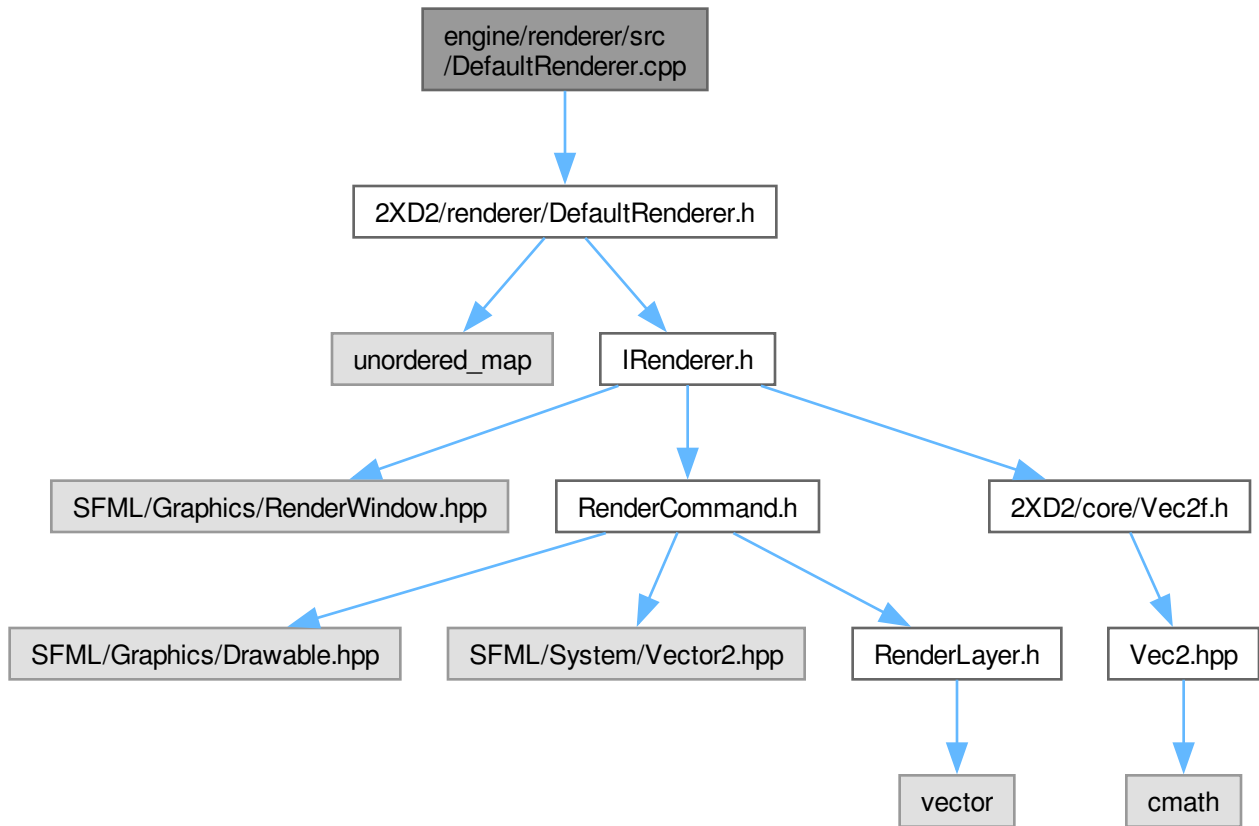 engine/renderer/src
/DefaultRenderer.cpp
2XD2/renderer/DefaultRenderer.h
unordered_map
IRenderer.h
SFML/Graphics/RenderWindow.hpp
RenderCommand.h
2XD2/core/Vec2f.h
SFML/Graphics/Drawable.hpp
SFML/System/Vector2.hpp
RenderLayer.h
Vec2.hpp
vector
cmath